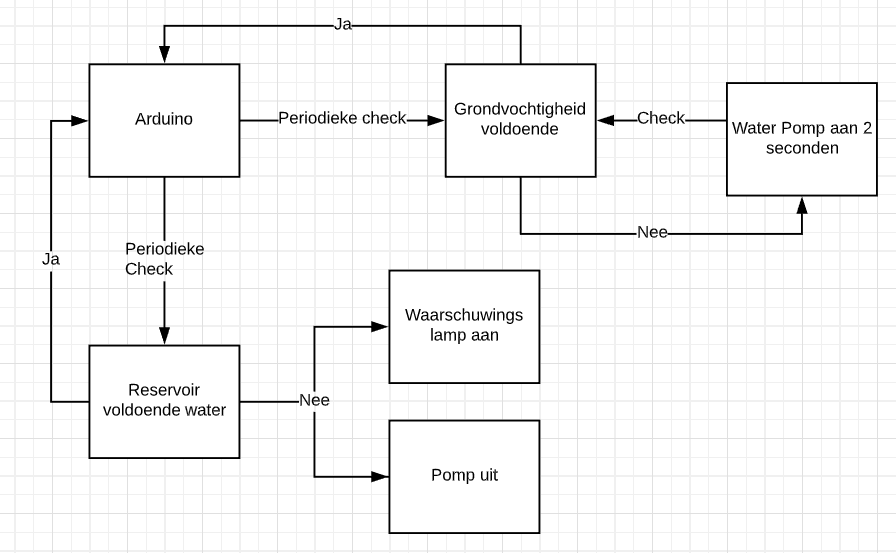 Ja
Arduino
Periodieke check
Grondvochtigheid
voldoende
Check
Water Pomp aan 2
seconden
Nee
Ja
Periodieke
Check
Waarschuwings
lamp aan
Reservoir
voldoende water
Nee
Pomp uit